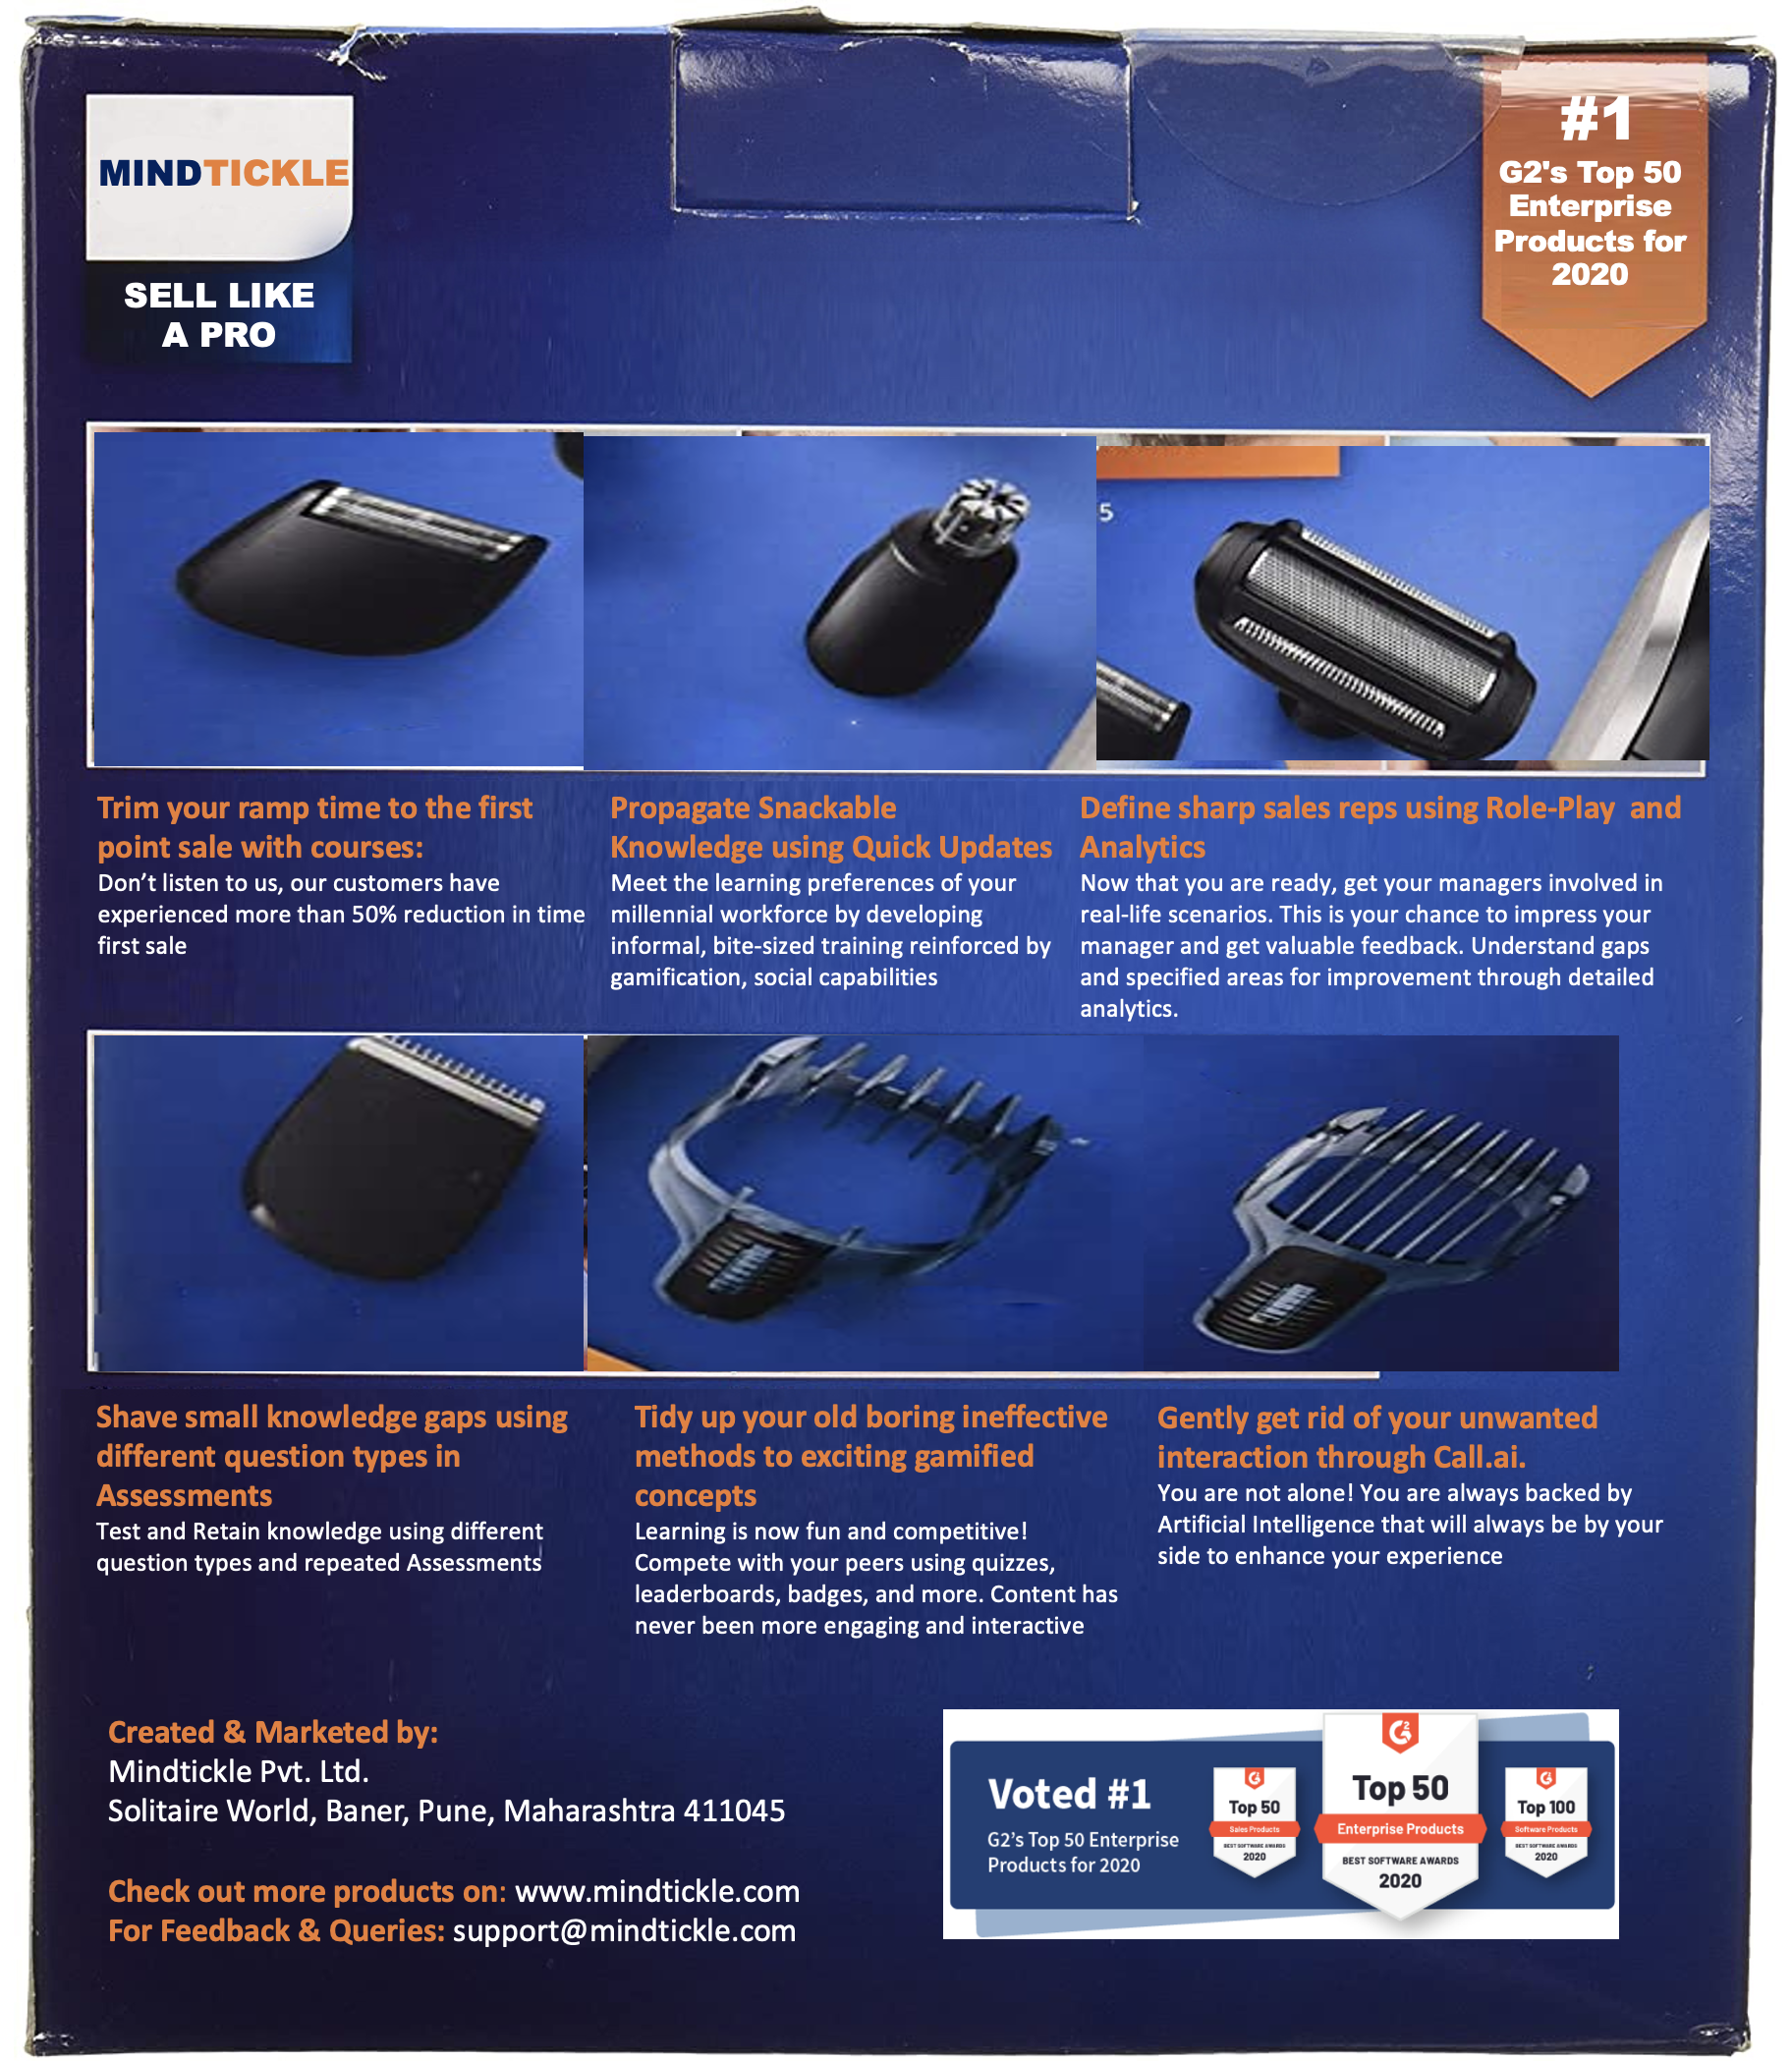 MINDTICKLE
SELL LIKE
A PRO
#1
G2's Top 50
Enterprise
Products for
2020
5
Trim your ramp time to the first
point sale with courses:
Don’t listen to us, our customers have
experienced more than 50% reduction in time
first sale
Propagate Snackable
Knowledge using Quick Updates
Meet the learning preferences of your
millennial workforce by developing
informal, bite-sized training reinforced by
gamification, social capabilities
Define sharp sales reps using Role-Play  and
Analytics
Now that you are ready, get your managers involved in
real-life scenarios. This is your chance to impress your
manager and get valuable feedback. Understand gaps
and specified areas for improvement through detailed
analytics.
Shave small knowledge gaps using
different question types in
Assessments
Test and Retain knowledge using different
question types and repeated Assessments
Tidy up your old boring ineffective
methods to exciting gamified
concepts
Learning is now fun and competitive!
Compete with your peers using quizzes,
leaderboards, badges, and more. Content has
never been more engaging and interactive
Gently get rid of your unwanted
interaction through Call.ai.
You are not alone! You are always backed by
Artificial Intelligence that will always be by your
side to enhance your experience
Created & Marketed by:
Mindtickle Pvt. Ltd.
Solitaire World, Baner, Pune, Maharashtra 411045
Check out more products on: www.mindtickle.com
For Feedback & Queries: support@mindtickle.com
Voted #1
G2’s Top 50 Enterprise
Products for 2020
Top 50
Sales Products
BEST SOFTWARE AWARDS
2020
G2
Top 50
Enterprise Products
BEST SOFTWARE AWARDS
2020
Top 100
Software Products
BEST SOFTWARE AWARDS
2020